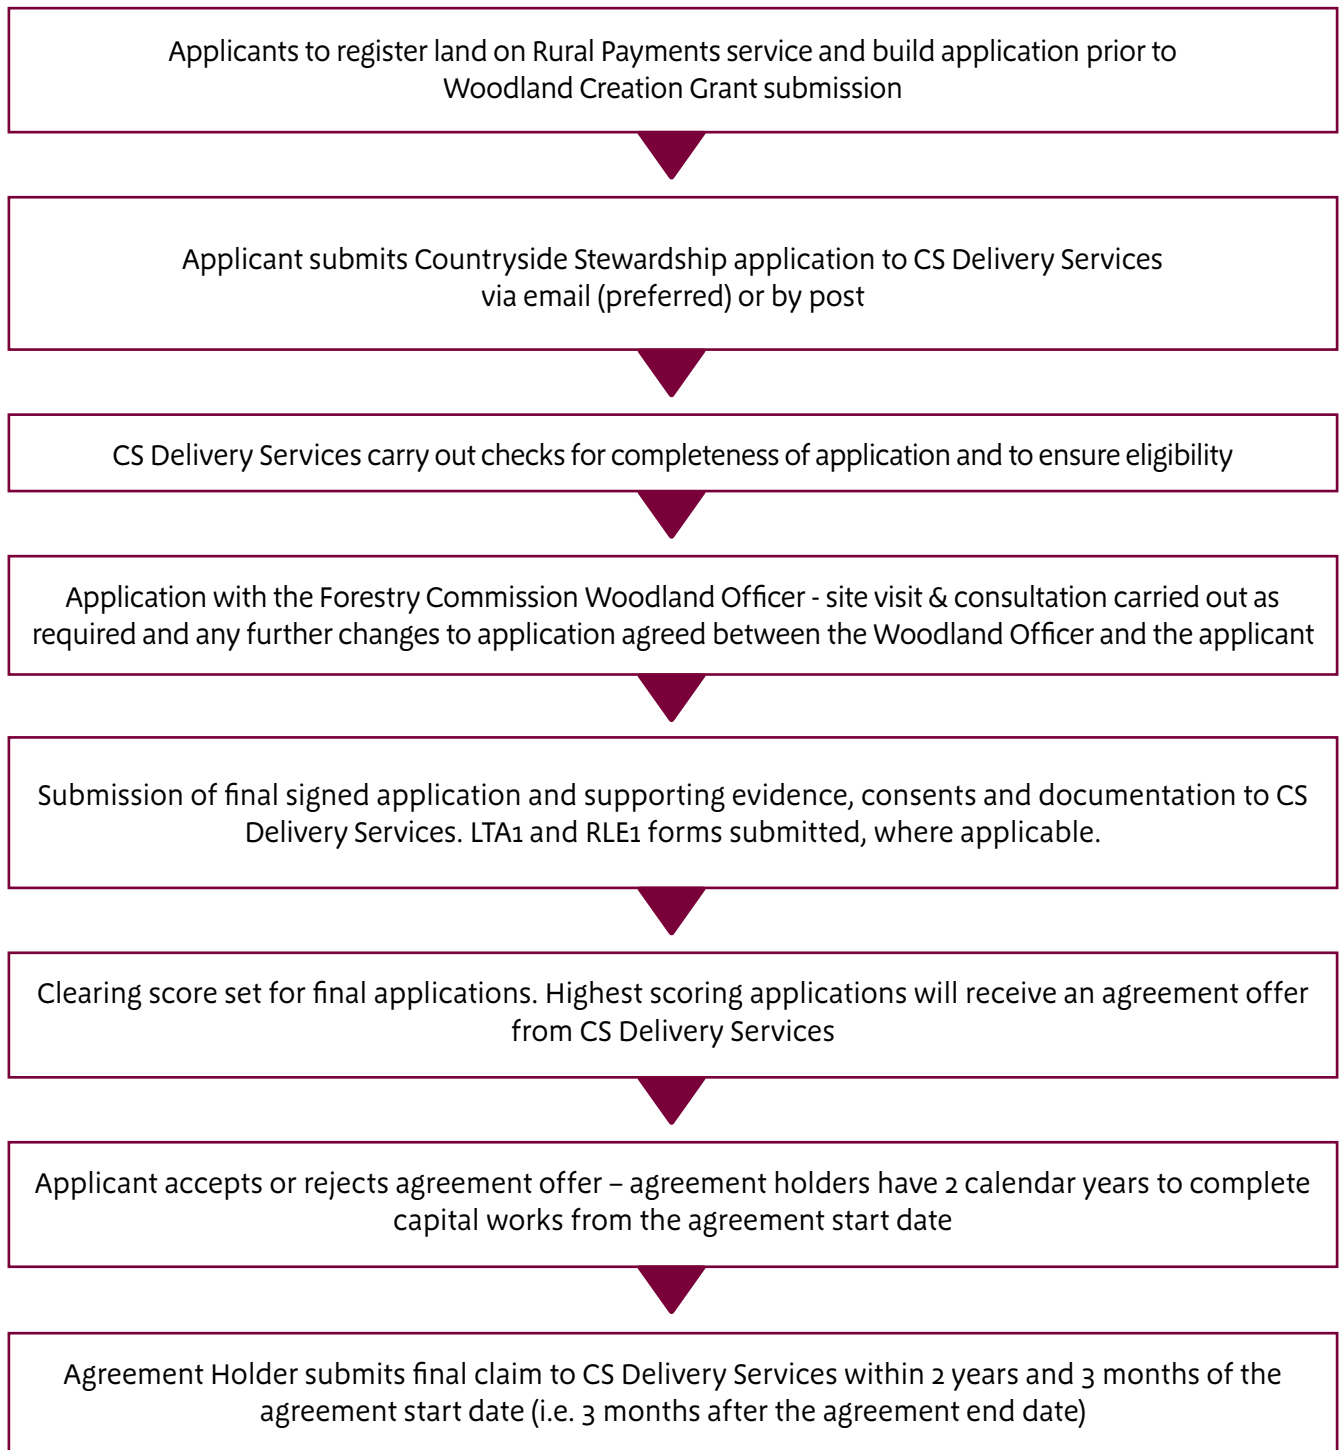 Applicants to register land on Rural Payments service and build application prior to
Woodland Creation Grant submission
Applicant submits Countryside Stewardship application to CS Delivery Services
via email (preferred) or by post
CS Delivery Services carry out checks for completeness of application and to ensure eligibility
Application with the Forestry Commission Woodland Officer - site visit & consultation carried out as
required and any further changes to application agreed between the Woodland Officer and the applicant
Submission of final signed application and supporting evidence, consents and documentation to CS
Delivery Services. LTA1 and RLE1 forms submitted, where applicable.
Clearing score set for final applications. Highest scoring applications will receive an agreement offer
from CS Delivery Services
Applicant accepts or rejects agreement offer – agreement holders have 2 calendar years to complete
capital works from the agreement start date
Agreement Holder submits final claim to CS Delivery Services within 2 years and 3 months of the
agreement start date (i.e. 3 months after the agreement end date)